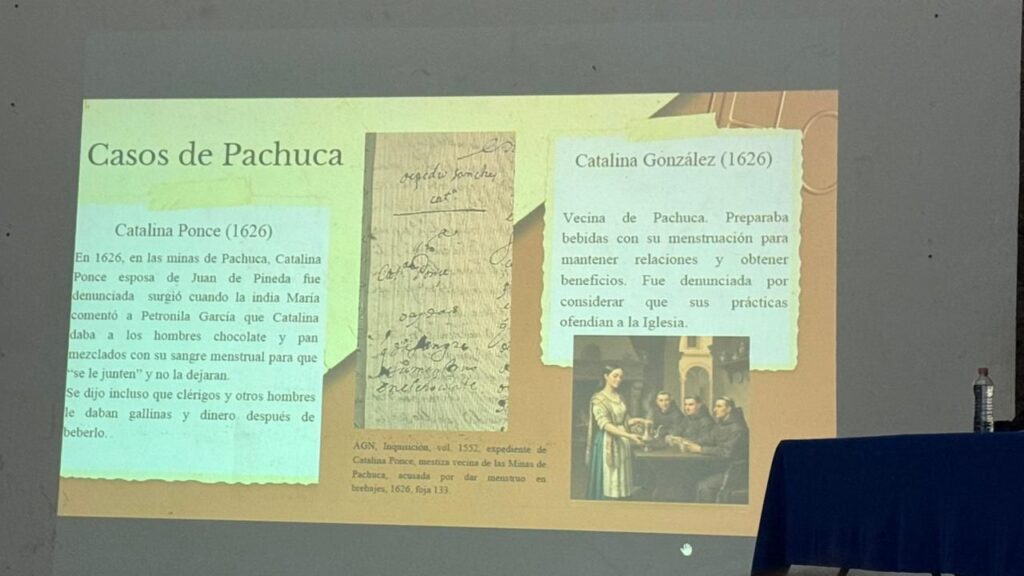 Casos de Pachuca
Catalina Ponce (1626)
En 1626, en las minas de Pachuca, Catalina
Ponce esposa de Juan de Pineda fue
denunciada surgió cuando la india María
comentó a Petronila García que Catalina
daba a los hombres chocolate y pan
mezclados con su sangre menstrual para que
“se le junten” y no la dejaran.
Se dijo incluso que clérigos y otros hombres
le daban gallinas y dinero después de
beberlo.
cat^a
Ponce
AGN, Inquisición, vol. 1552, expediente de
Catalina Ponce, mestiza vecina de las Minas de
Pachuca, acusada por dar menstruo en
brebajes, 1626, foja 133.
Catalina González (1626)
Vecina de Pachuca. Preparaba
bebidas con su menstruación para
mantener relaciones y obtener
beneficios. Fue denunciada por
considerar que sus prácticas
ofendían a la Iglesia.